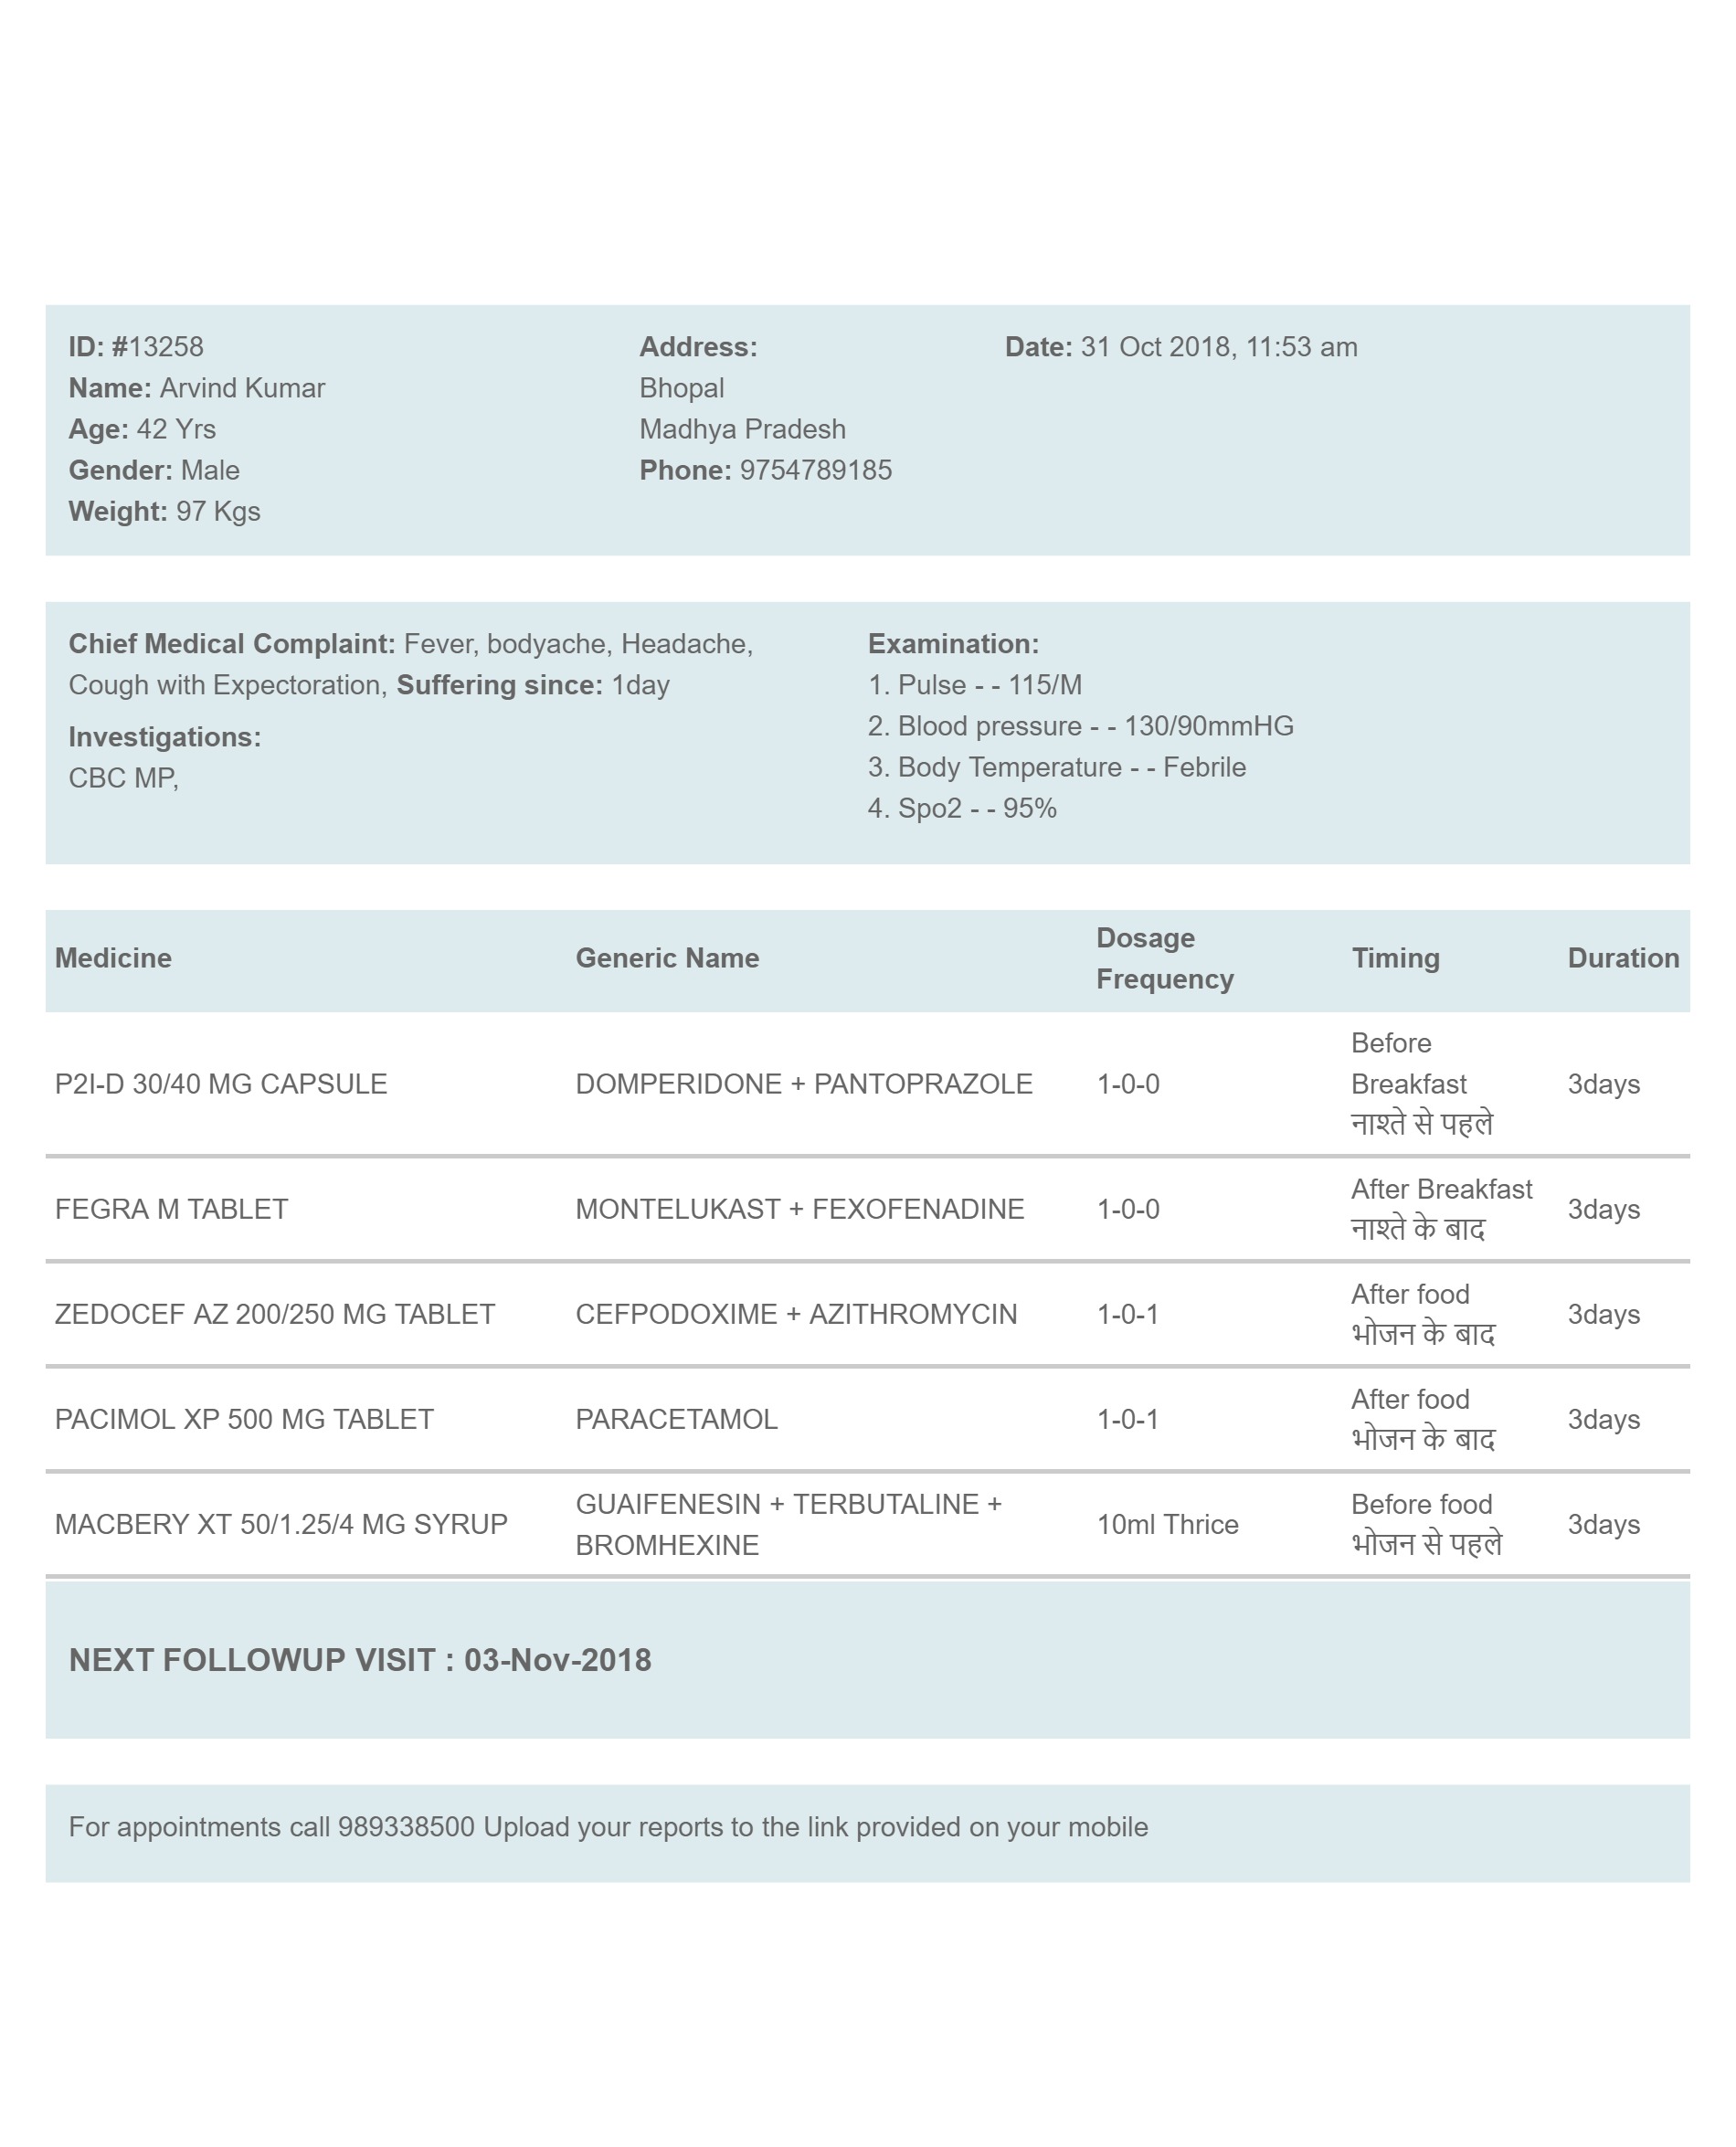 ID: #13258
Name: Arvind Kumar
Age: 42 Yrs
Gender: Male
Weight: 97 Kgs
Address:
Bhopal
Madhya Pradesh
Phone: 9754789185
Date: 31 Oct 2018, 11:53 am
Chief Medical Complaint: Fever, bodyache, Headache,
Cough with Expectoration, Suffering since: 1day
Investigations:
CBC MP,
Examination:
1. Pulse - - 115/M
2. Blood pressure - - 130/90mmHG
3. Body Temperature - - Febrile
4. Spo2 - - 95%
Medicine Generic Name Dosage Frequency Timing Duration
P2I-D 30/40 MG CAPSULE DOMPERIDONE + PANTOPRAZOLE 1-0-0 Before Breakfast नाश्ते से पहले 3days
FEGRA M TABLET MONTELUKAST + FEXOFENADINE 1-0-0 After Breakfast नाश्ते के बाद 3days
ZEDOCEF AZ 200/250 MG TABLET CEFPODOXIME + AZITHROMYCIN 1-0-1 After food भोजन के बाद 3days
PACIMOL XP 500 MG TABLET PARACETAMOL 1-0-1 After food भोजन के बाद 3days
MACBERY XT 50/1.25/4 MG SYRUP GUAIFENESIN + TERBUTALINE + BROMHEXINE 10ml Thrice Before food भोजन से पहले 3days
NEXT FOLLOWUP VISIT : 03-Nov-2018
For appointments call 989338500 Upload your reports to the link provided on your mobile